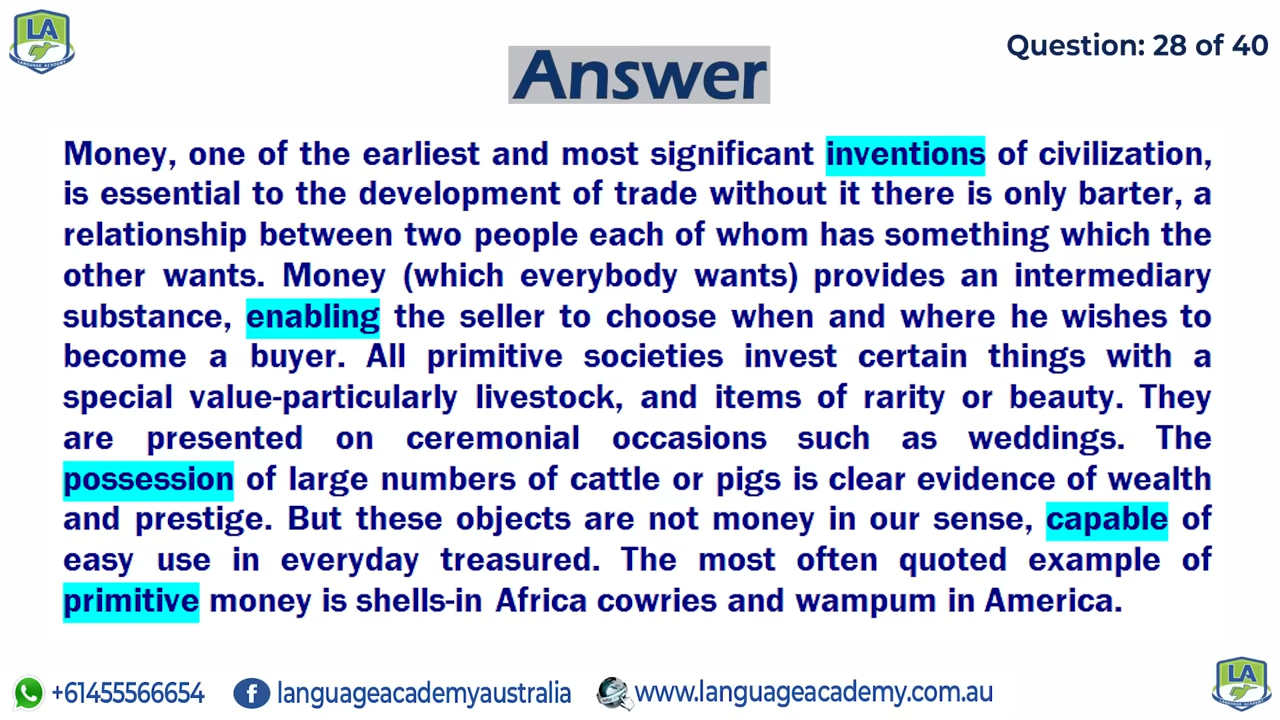 LA
LANGUAGE ACADEMY
Question: 28 of 40
Answer
Money, one of the earliest and most significant inventions of civilization,
is essential to the development of trade without it there is only barter, a
relationship between two people each of whom has something which the
other wants. Money (which everybody wants) provides an intermediary
substance, enabling the seller to choose when and where he wishes to
become a buyer. All primitive societies invest certain things with a
special value-particularly livestock, and items of rarity or beauty. They
are presented on ceremonial occasions such as weddings. The
possession of large numbers of cattle or pigs is clear evidence of wealth
and prestige. But these objects are not money in our sense, capable of
easy use in everyday treasured. The most often quoted example of
primitive money is shells-in Africa cowries and wampum in America.
+61455566654 languageacademyaustralia www.languageacademy.com.au
LA
LANGUAGE ACADEMY